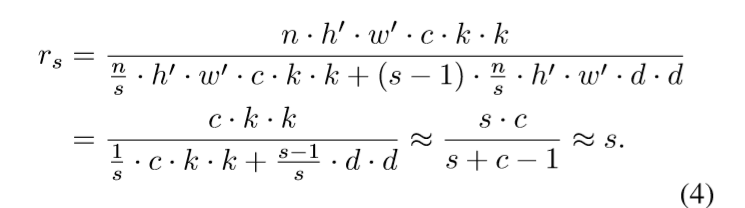 r_s = \frac{n \cdot h' \cdot w' \cdot c \cdot k \cdot k}{\frac{n}{s} \cdot h' \cdot w' \cdot c \cdot k \cdot k + (s-1) \cdot \frac{n}{s} \cdot h' \cdot w' \cdot d \cdot d}
= \frac{c \cdot k \cdot k}{\frac{1}{s} \cdot c \cdot k \cdot k + \frac{s-1}{s} \cdot d \cdot d} \approx \frac{s \cdot c}{s+c-1} \approx s.
(4)